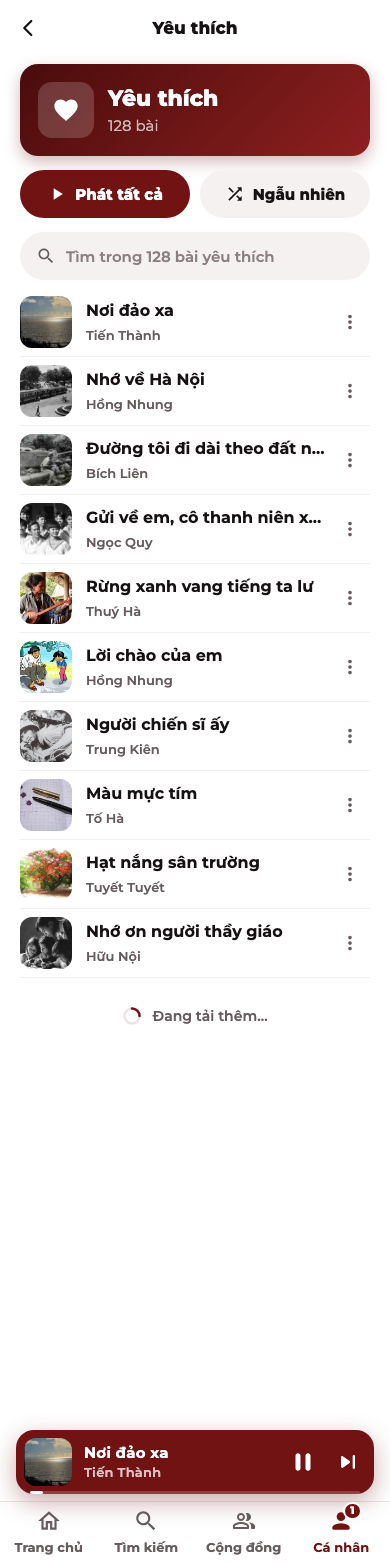 Yêu thích
Yêu thích
128 bài
Phát tất cả
Ngẫu nhiên
Tìm trong 128 bài yêu thích
Nơi đảo xa
Tiến Thành
Nhớ về Hà Nội
Hồng Nhung
Đường tôi đi dài theo đất n...
Bích Liên
Gửi về em, cô thanh niên x...
Ngọc Quy
Rừng xanh vang tiếng ta lư
Thuý Hà
Lời chào của em
Hồng Nhung
Người chiến sĩ ấy
Trung Kiên
Màu mực tím
Tố Hà
Hạt nắng sân trường
Tuyết Tuyết
Nhớ ơn người thầy giáo
Hữu Nội
Đang tải thêm...
Nơi đảo xa
Tiến Thành
1
Trang chủ
Tìm kiếm
Cộng đồng
Cá nhân